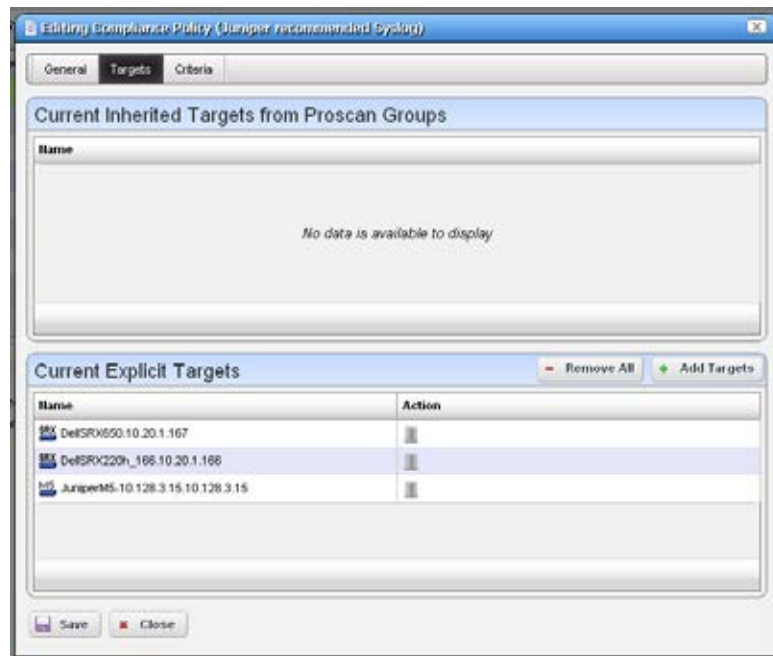 Editing Compliance Policy (Juniper recommended Syslog)
General Targets Criteria
Current Inherited Targets from Proscan Groups
Name
No data is available to display
Current Explicit Targets
Remove All Add Targets
Name Action
DellSRX650.10.20.1.167
DellSRX220h_166.10.20.1.166
JuniperM5-10.128.3.15.10.128.3.15
Save Close